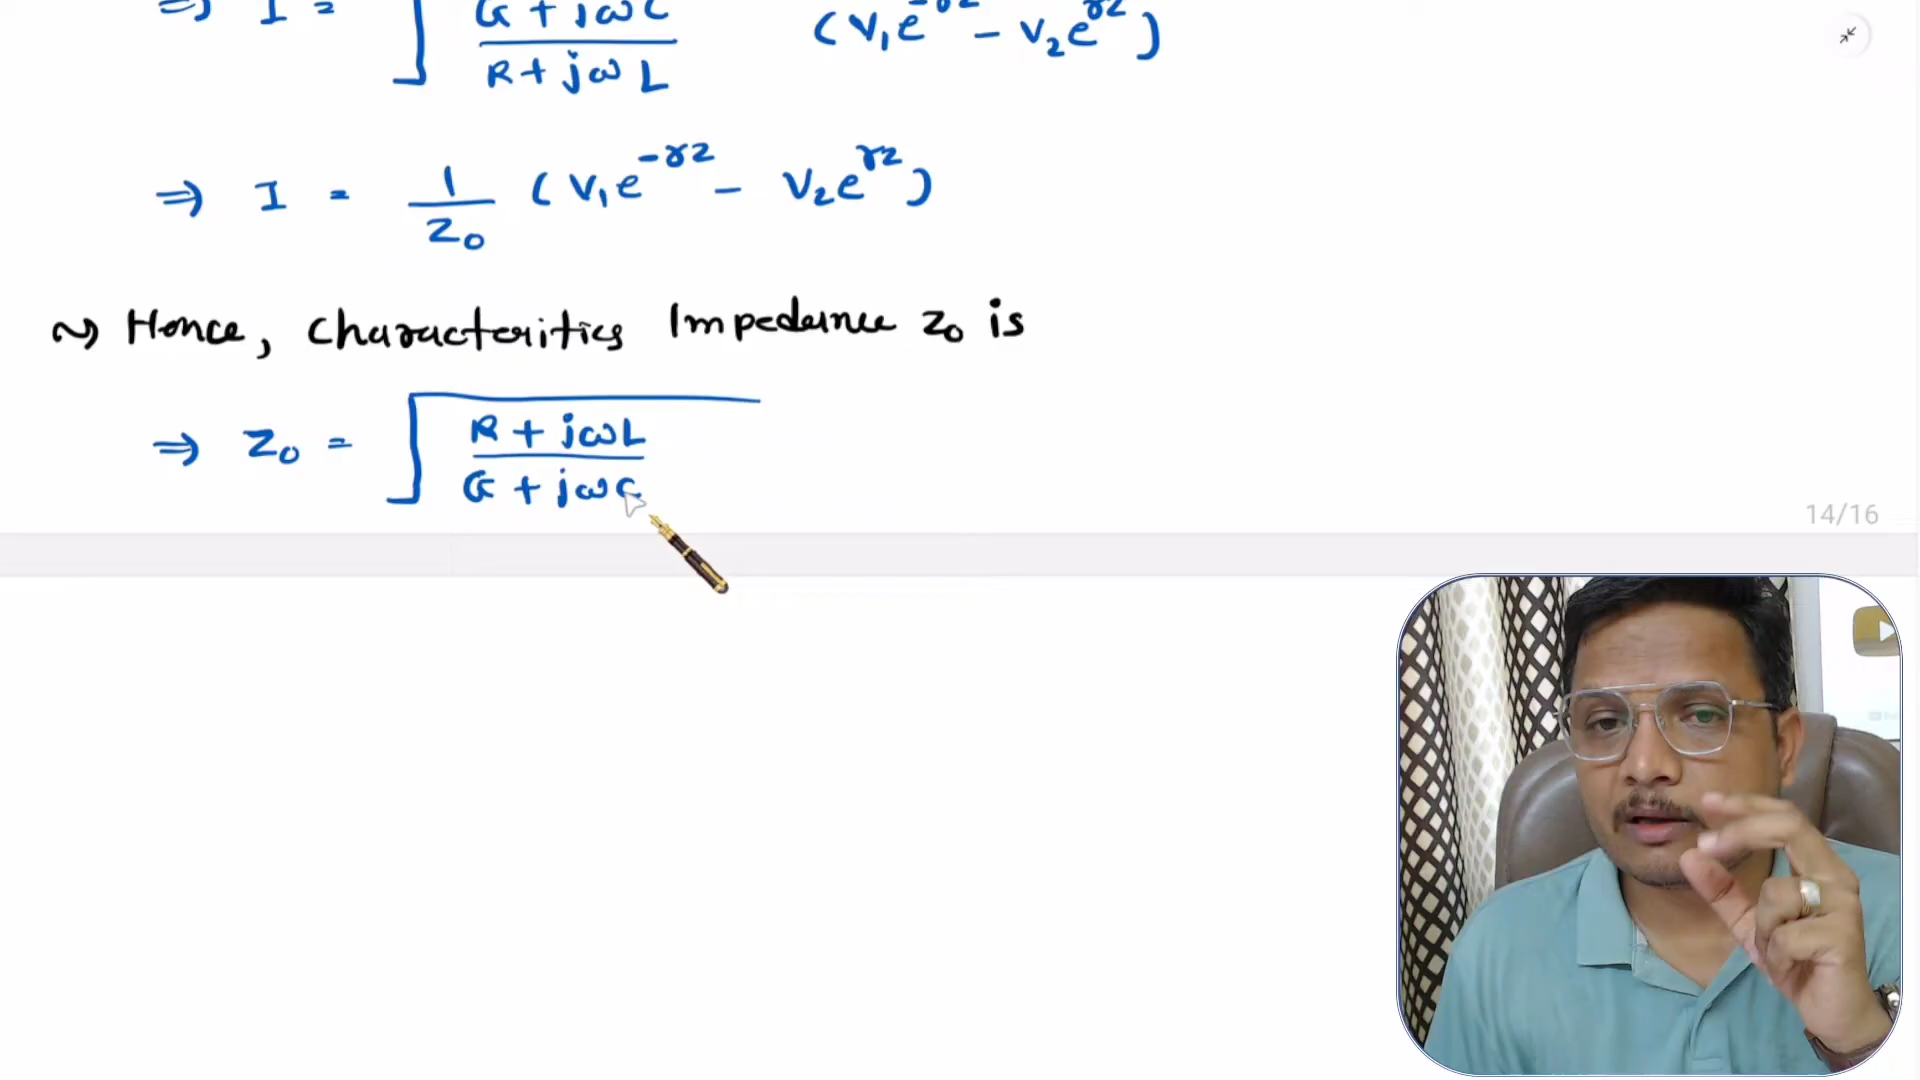 ⇒ I = √((G + jωC)/(R + jωL)) (V₁e^-γz − V₂e^γz)
⇒ I = 1/Z₀ (V₁e^-γz − V₂e^γz)
~> Hence, Characteritics Impedance Z₀ is
⇒ Z₀ = √((R + jωL)/(G + jωC))
14/16